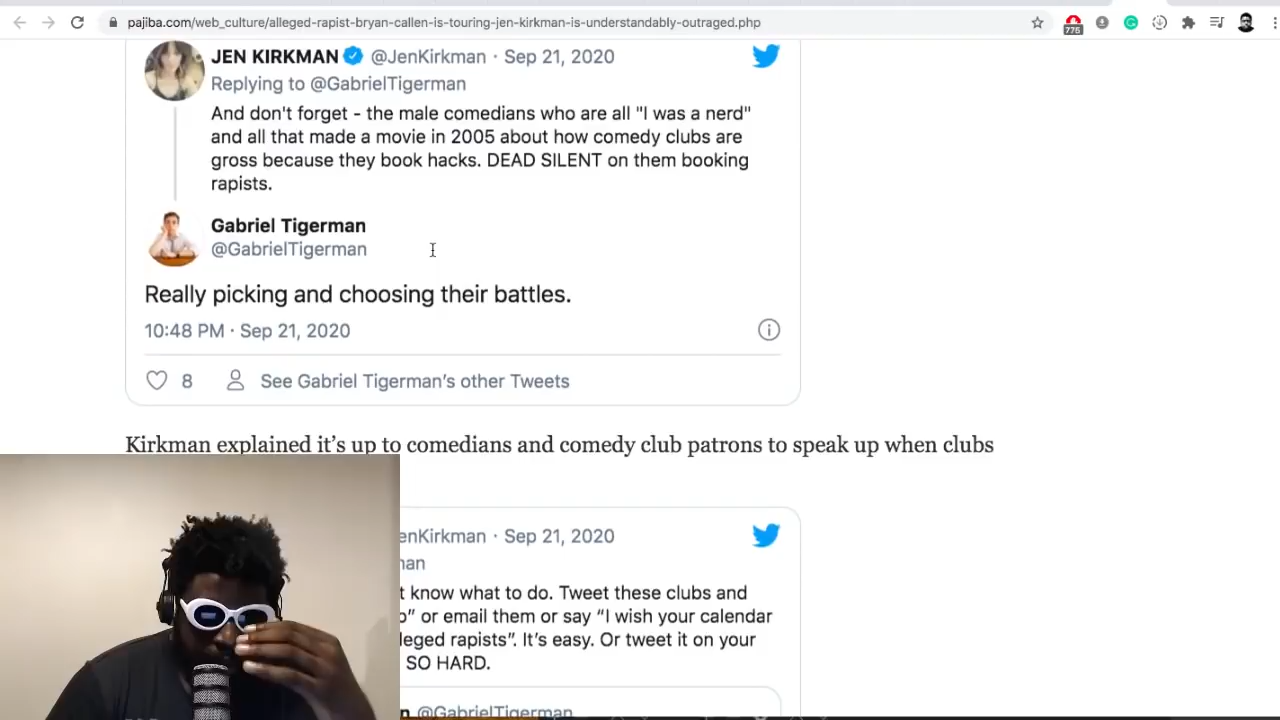 pajiba.com/web_culture/alleged-rapist-bryan-callen-is-touring-jen-kirkman-is-understandably-outraged.php
775
JEN KIRKMAN @JenKirkman · Sep 21, 2020
Replying to @GabrielTigerman
And don't forget - the male comedians who are all "I was a nerd"
and all that made a movie in 2005 about how comedy clubs are
gross because they book hacks. DEAD SILENT on them booking
rapists.
Gabriel Tigerman
@GabrielTigerman
Really picking and choosing their battles.
10:48 PM · Sep 21, 2020
8 See Gabriel Tigerman's other Tweets
Kirkman explained it's up to comedians and comedy club patrons to speak up when clubs
enKirkman · Sep 21, 2020
nan
t know what to do. Tweet these clubs and
o" or email them or say "I wish your calendar
leged rapists". It's easy. Or tweet it on your
SO HARD.
n @GabrielTigerman